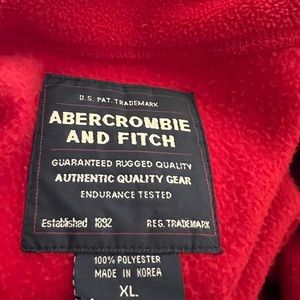 U.S. PAT. TRADEMARK
ABERCROMBIE
AND FITCH
GUARANTEED RUGGED QUALITY
AUTHENTIC QUALITY GEAR
ENDURANCE TESTED
Established 1892 REG. TRADEMARK
100% POLYESTER
MADE IN KOREA
XL